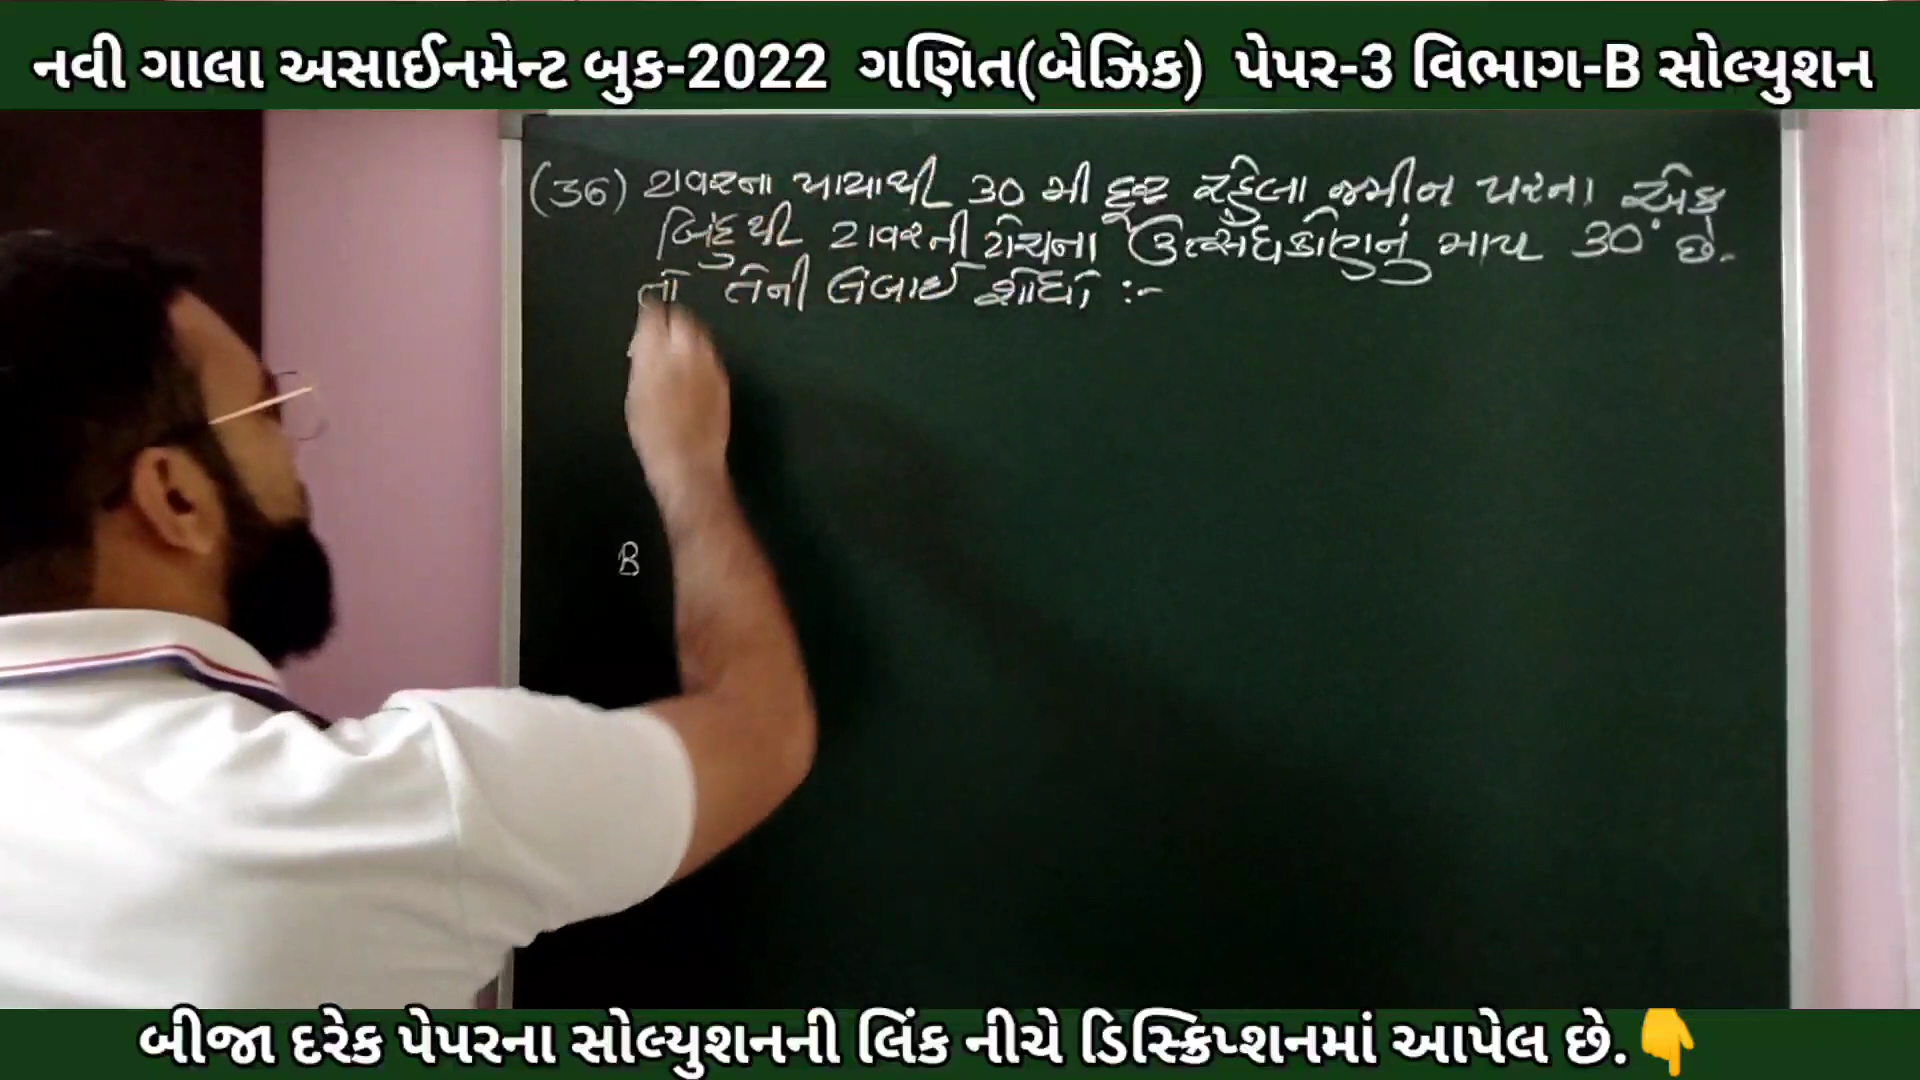 નવી ગાલા અસાઈનમેન્ટ બુક-2022 ગણિત(બેઝિક) પેપર-3 વિભાગ-B સોલ્યુશન
(36) ટાવરના પાયાથી 30 મી દૂર રહેલા જમીન પરના એક
બિંદુથી ટાવરની ટોચના ઉત્સેધકોણનું માપ 30° છે.
તો તેની લંબાઈ શોધો :-
B
બીજા દરેક પેપરના સોલ્યુશનની લિંક નીચે ડિસ્ક્રિપ્શનમાં આપેલ છે.👇